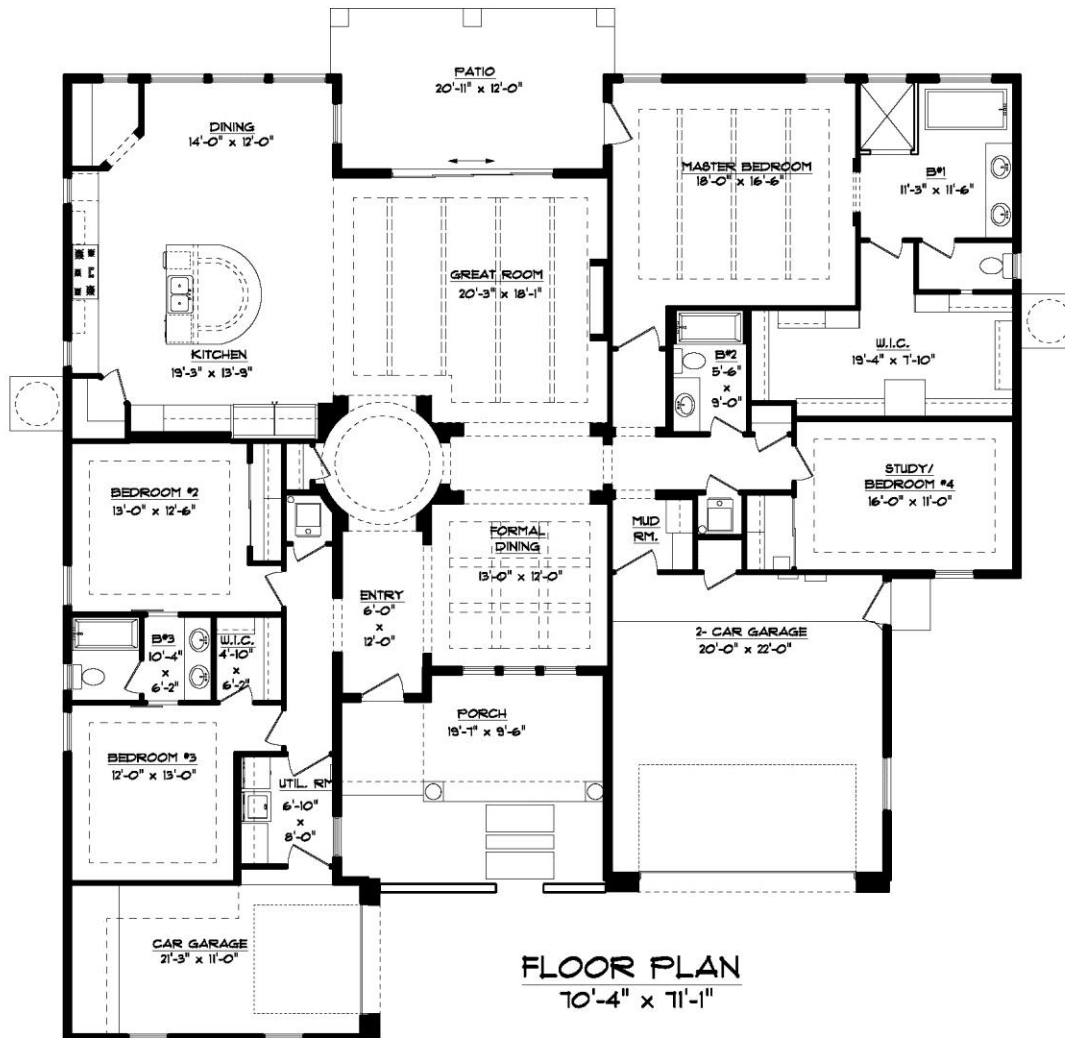 PATIO
20'-11" x 12'-0"
DINING
14'-0" x 12'-0"
MASTER BEDROOM
18'-0" x 16'-6"
B#1
11'-3" x 11'-6"
GREAT ROOM
20'-3" x 18'-1"
KITCHEN
19'-3" x 13'-9"
B#2
5'-6"
x
9'-0"
W.I.C.
19'-4" x 7'-10"
BEDROOM #2
13'-0" x 12'-6"
STUDY/
BEDROOM #4
16'-0" x 11'-0"
MUD
RM.
FORMAL
DINING
13'-0" x 12'-0"
ENTRY
6'-0"
x
12'-0"
2- CAR GARAGE
20'-0" x 22'-0"
B#3
10'-4"
x
6'-2"
W.I.C.
4'-10"
x
6'-2"
PORCH
19'-7" x 9'-6"
BEDROOM #3
12'-0" x 13'-0"
UTIL. RM
6'-10"
x
8'-0"
CAR GARAGE
21'-3" x 11'-0"
FLOOR PLAN
70'-4" x 71'-1"